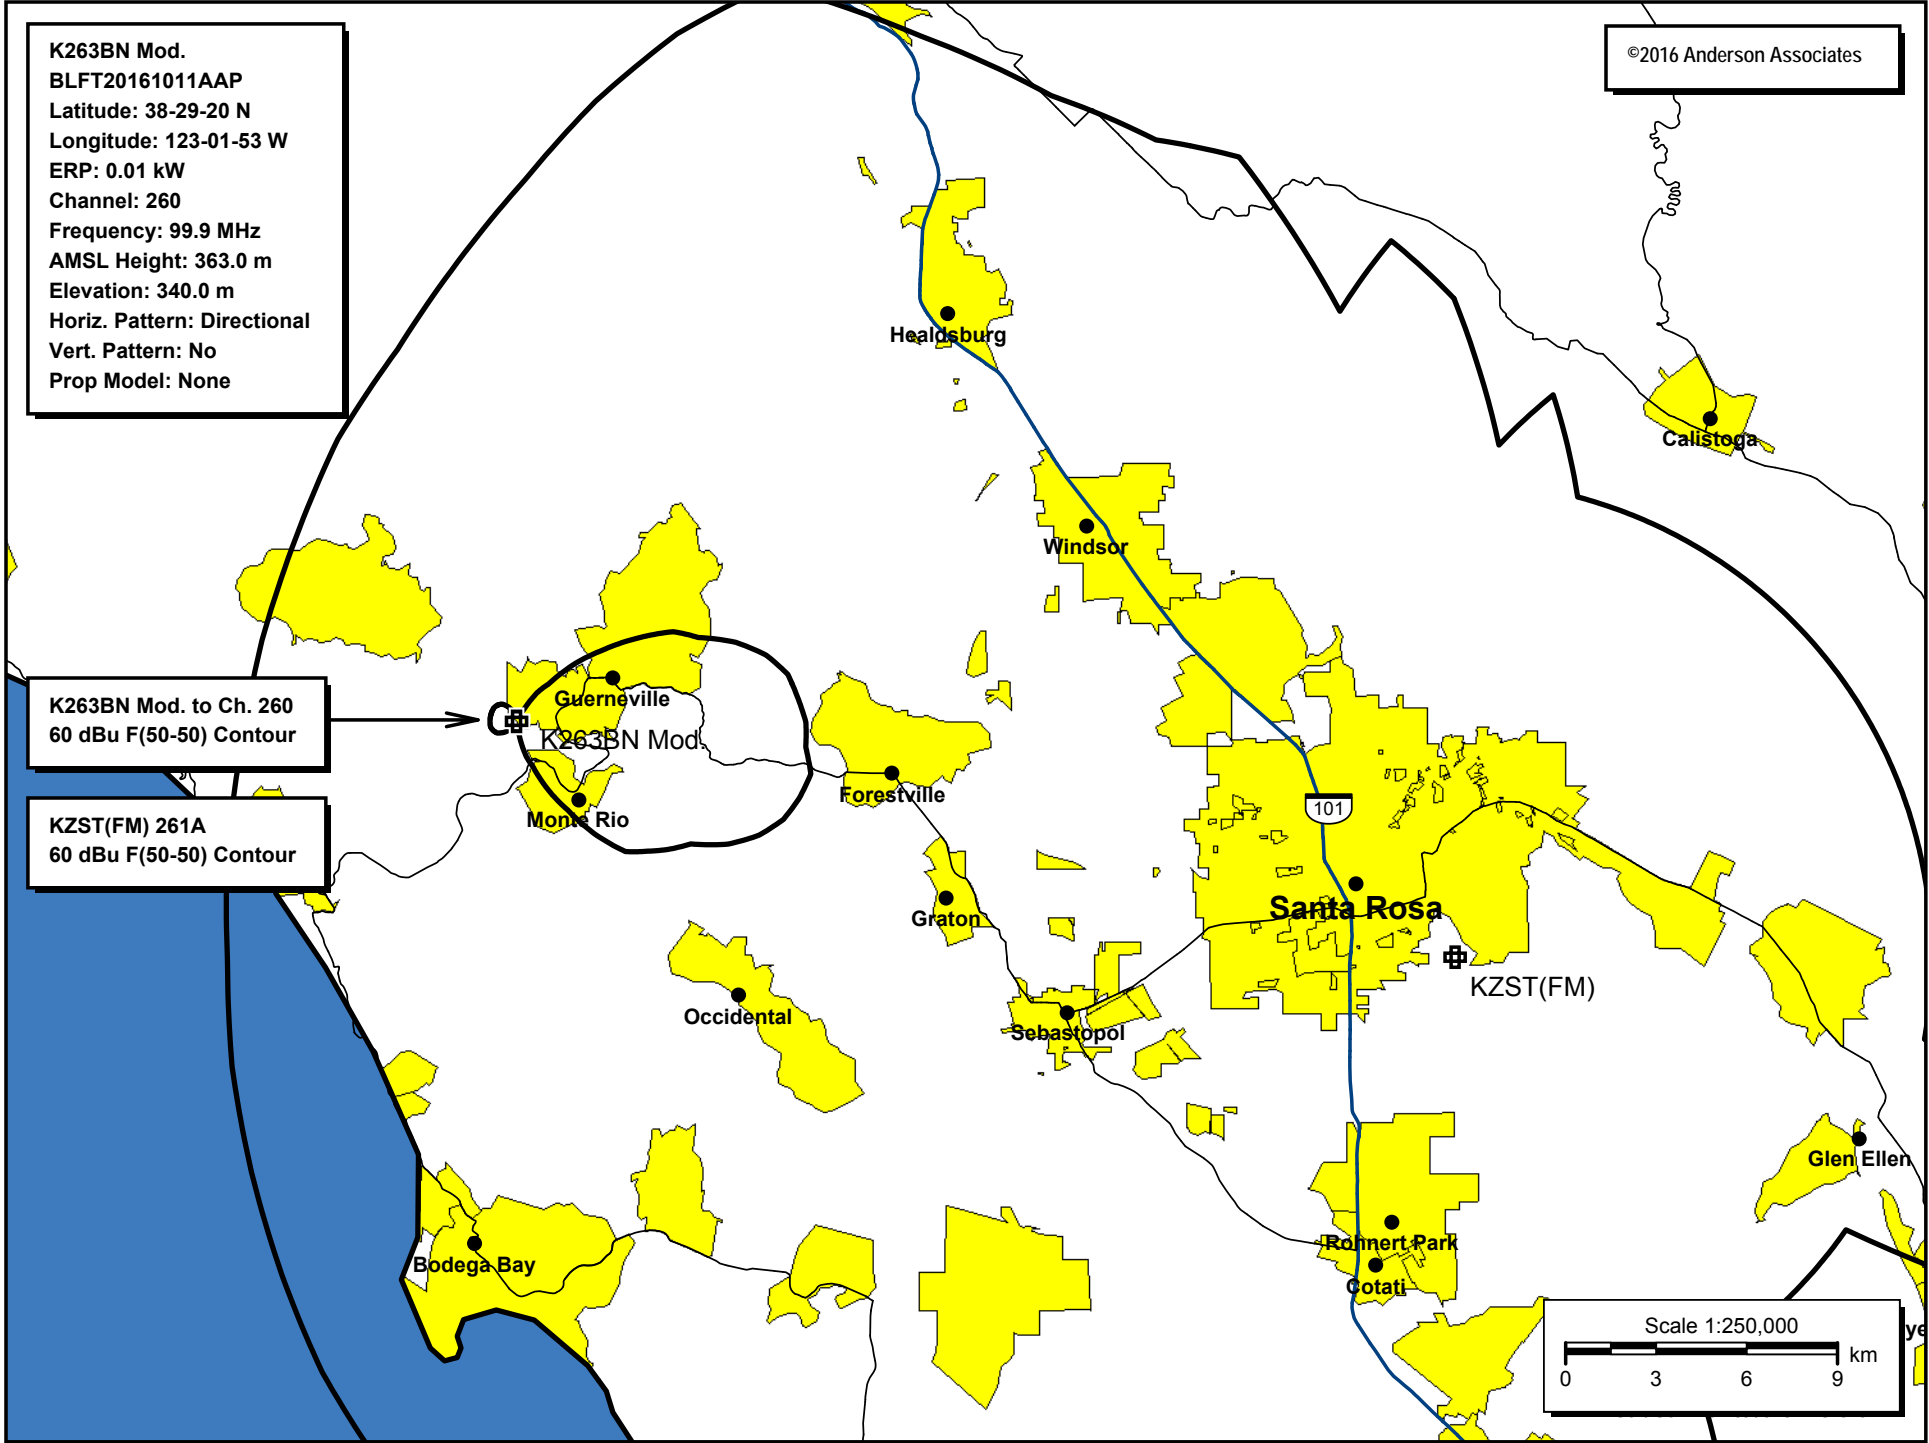 K263BN Mod.
BLFT20161011AAP
Latitude: 38-29-20 N
Longitude: 123-01-53 W
ERP: 0.01 kW
Channel: 260
Frequency: 99.9 MHz
AMSL Height: 363.0 m
Elevation: 340.0 m
Horiz. Pattern: Directional
Vert. Pattern: No
Prop Model: None
©2016 Anderson Associates
Healdsburg
Calistoga
Windsor
K263BN Mod. to Ch. 260
60 dBu F(50-50) Contour
Guerneville
K263BN Mod.
Forestville
Monte Rio
KZST(FM) 261A
60 dBu F(50-50) Contour
101
Santa Rosa
Graton
KZST(FM)
Occidental
Sebastopol
Glen Ellen
Rohnert Park
Bodega Bay
Cotati
Scale 1:250,000
km
0 3 6 9